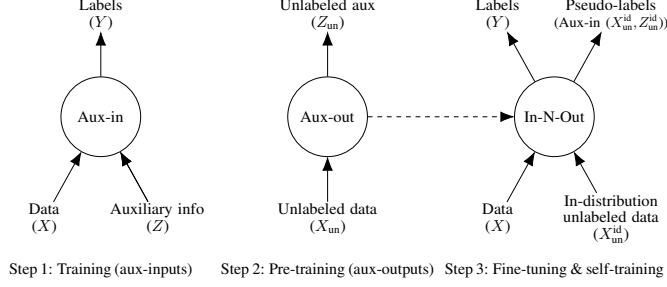 Labels
(Y)
Unlabeled aux
(Z_un)
Labels
(Y)
Pseudo-labels
(Aux-in (X_un^id, Z_un^id))
Aux-in
Aux-out
In-N-Out
Data
(X)
Auxiliary info
(Z)
Unlabeled data
(X_un)
Data
(X)
In-distribution
unlabeled data
(X_un^id)
Step 1: Training (aux-inputs)
Step 2: Pre-training (aux-outputs)
Step 3: Fine-tuning & self-training